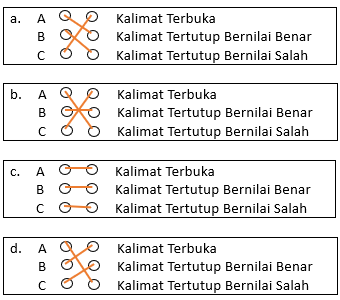 a. A Kalimat Terbuka
B Kalimat Tertutup Bernilai Benar
C Kalimat Tertutup Bernilai Salah
b. A Kalimat Terbuka
B Kalimat Tertutup Bernilai Benar
C Kalimat Tertutup Bernilai Salah
c. A Kalimat Terbuka
B Kalimat Tertutup Bernilai Benar
C Kalimat Tertutup Bernilai Salah
d. A Kalimat Terbuka
B Kalimat Tertutup Bernilai Benar
C Kalimat Tertutup Bernilai Salah